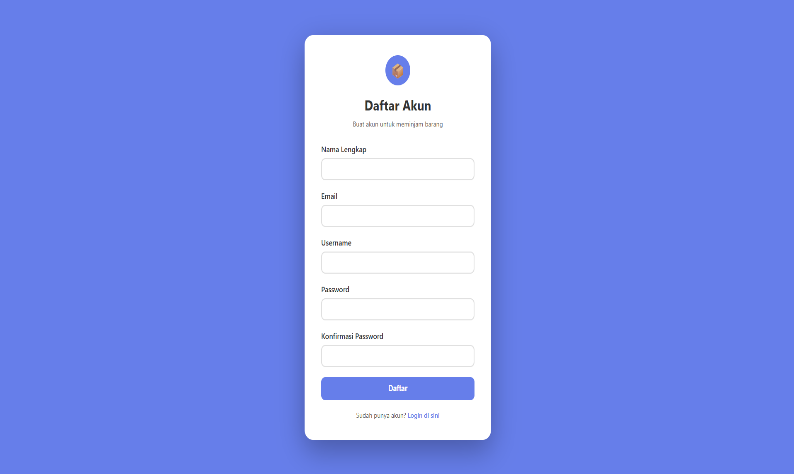 Daftar Akun
Buat akun untuk meminjam barang
Nama Lengkap
Email
Username
Password
Konfirmasi Password
Daftar
Sudah punya akun? Login di sini